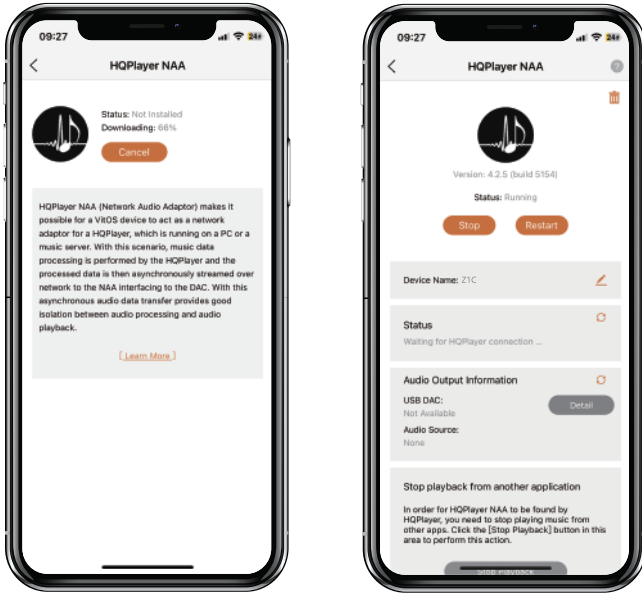 09:27
24
HQPlayer NAA
Status: Not Installed
Downloading: 66%
Cancel
HQPlayer NAA (Network Audio Adaptor) makes it
possible for a VitOS device to act as a network
adaptor for a HQPlayer, which is running on a PC or a
music server. With this scenario, music data
processing is performed by the HQPlayer and the
processed data is then asynchronously streamed over
network to the NAA interfacing to the DAC. With this
asynchronous audio data transfer provides good
isolation between audio processing and audio
playback.
[ Learn More ]
09:27
24
HQPlayer NAA
?
Version: 4.2.5 (build 5154)
Status: Running
Stop
Restart
Device Name: Z1C
Status
Waiting for HQPlayer connection ...
Audio Output Information
USB DAC:
Not Available
Detail
Audio Source:
None
Stop playback from another application
In order for HQPlayer NAA to be found by
HQPlayer, you need to stop playing music from
other apps. Click the [Stop Playback] button in this
area to perform this action.
Stop Playback